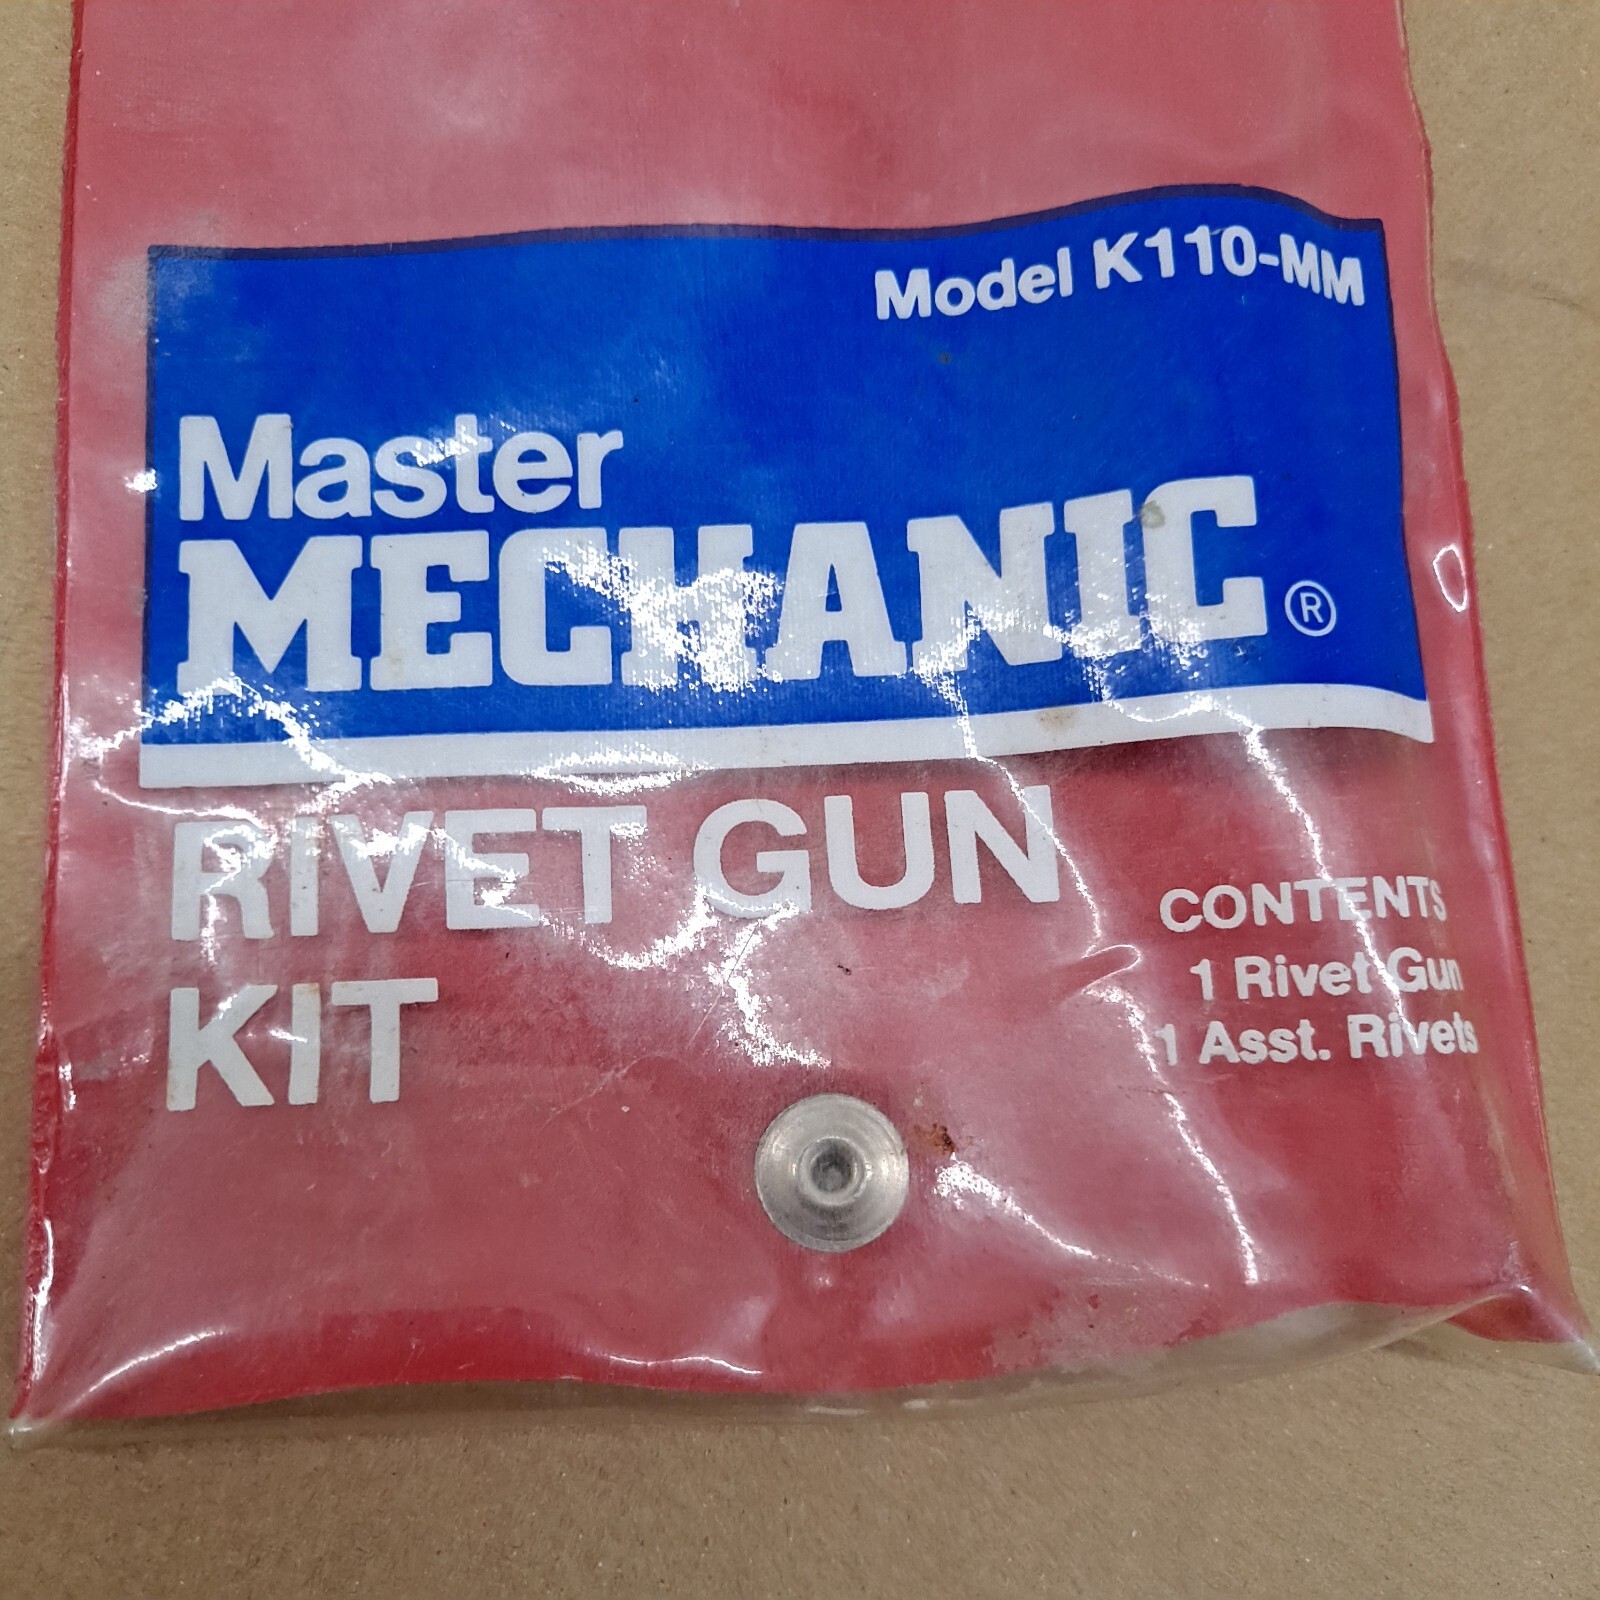 Model K110-MM
Master
MECHANIC®
RIVET GUN
KIT
CONTENTS
1 Rivet Gun
1 Asst. Rivets